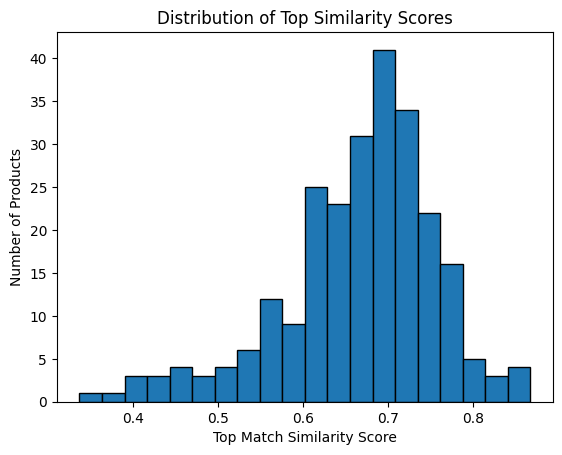 Distribution of Top Similarity Scores
Number of Products
40
35
30
25
20
15
10
5
0
0.4 0.5 0.6 0.7 0.8
Top Match Similarity Score